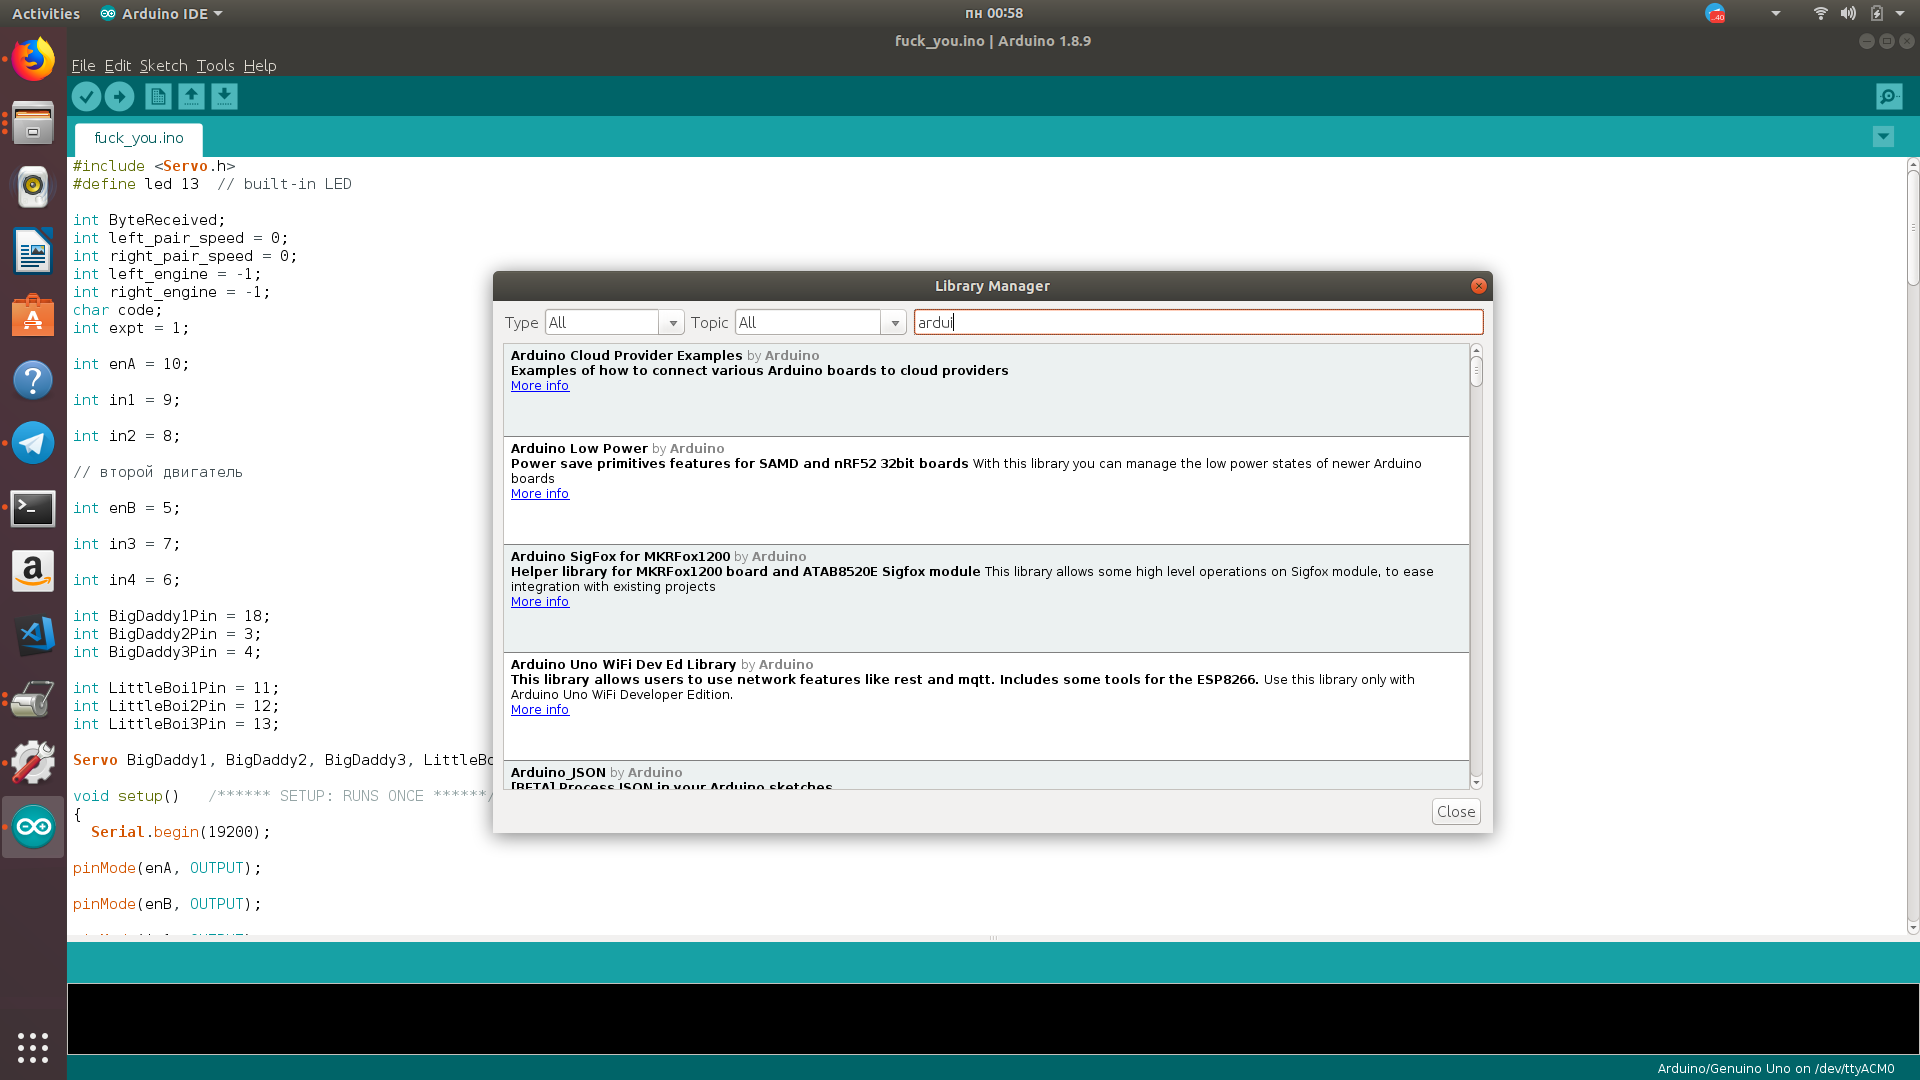 Activities Arduino IDE пн 00:58
40
fuck_you.ino | Arduino 1.8.9
File Edit Sketch Tools Help
fuck_you.ino
#include <Servo.h>
#define led 13 // built-in LED
int ByteReceived;
int left_pair_speed = 0;
int right_pair_speed = 0;
int left_engine = -1;
int right_engine = -1;
char code;
int expt = 1;
int enA = 10;
int in1 = 9;
int in2 = 8;
// второй двигатель
int enB = 5;
int in3 = 7;
int in4 = 6;
int BigDaddy1Pin = 18;
int BigDaddy2Pin = 3;
int BigDaddy3Pin = 4;
int LittleBoi1Pin = 11;
int LittleBoi2Pin = 12;
int LittleBoi3Pin = 13;
Servo BigDaddy1, BigDaddy2, BigDaddy3, LittleBo
void setup() /****** SETUP: RUNS ONCE ******/
{
Serial.begin(19200);
pinMode(enA, OUTPUT);
pinMode(enB, OUTPUT);
Library Manager
Type All Topic All ardui
Arduino Cloud Provider Examples by Arduino
Examples of how to connect various Arduino boards to cloud providers
More info
Arduino Low Power by Arduino
Power save primitives features for SAMD and nRF52 32bit boards With this library you can manage the low power states of newer Arduino
boards
More info
Arduino SigFox for MKRFox1200 by Arduino
Helper library for MKRFox1200 board and ATAB8520E Sigfox module This library allows some high level operations on Sigfox module, to ease
integration with existing projects
More info
Arduino Uno WiFi Dev Ed Library by Arduino
This library allows users to use network features like rest and mqtt. Includes some tools for the ESP8266. Use this library only with
Arduino Uno WiFi Developer Edition.
More info
Arduino_JSON by Arduino
[BETA] Process JSON in your Arduino sketches
Close
Arduino/Genuino Uno on /dev/ttyACM0